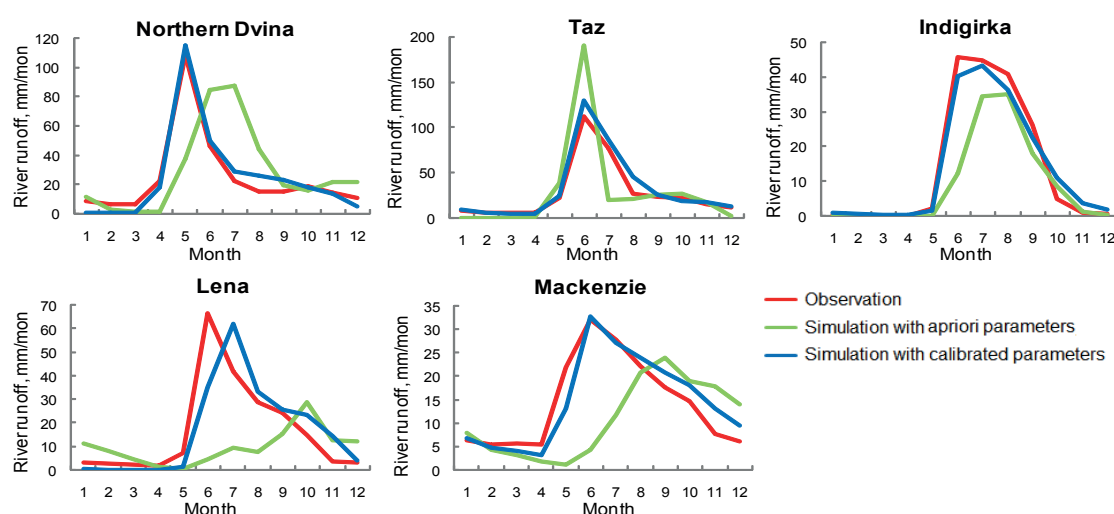 Northern Dvina
River runoff, mm/mon
120
100
80
60
40
20
0
1 2 3 4 5 6 7 8 9 10 11 12
Month
Taz
River runoff, mm/mon
200
150
100
50
0
1 2 3 4 5 6 7 8 9 10 11 12
Month
Indigirka
River runoff, mm/mon
50
40
30
20
10
0
1 2 3 4 5 6 7 8 9 10 11 12
Month
Lena
River runoff, mm/mon
70
60
50
40
30
20
10
0
1 2 3 4 5 6 7 8 9 10 11 12
Month
Mackenzie
River runoff, mm/mon
35
30
25
20
15
10
5
0
1 2 3 4 5 6 7 8 9 10 11 12
Month
Observation
Simulation with apriori parameters
Simulation with calibrated parameters